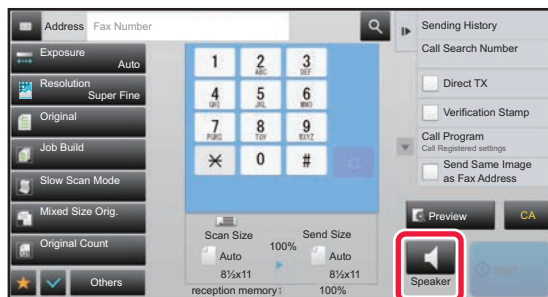 Address Fax Number
Exposure
Auto
Resolution
Super Fine
Original
Job Build
Slow Scan Mode
Mixed Size Orig.
Original Count
Others
1
2
ABC
3
DEF
4
GHI
5
JKL
6
MNO
7
PQRS
8
TUV
9
WXYZ
0
#
C
Scan Size
100%
Send Size
Auto
Auto
8½x11
8½x11
reception memory: 100%
Sending History
Call Search Number
Direct TX
Verification Stamp
Call Program
Call Registered settings
Send Same Image
as Fax Address
Preview
CA
Speaker
Start